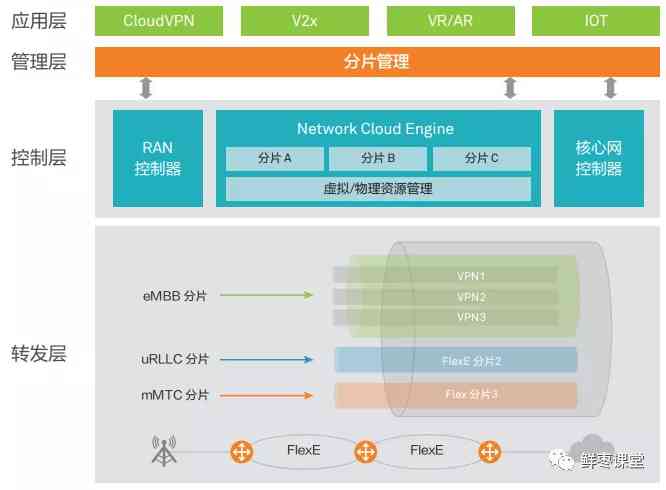 应用层
CloudVPN
V2x
VR/AR
IOT
管理层
分片管理
控制层
RAN
控制器
Network Cloud Engine
分片 A
分片 B
分片 C
虚拟/物理资源管理
核心网
控制器
转发层
eMBB 分片
VPN1
VPN2
VPN3
uRLLC 分片
FlexE 分片2
mMTC 分片
Flex 分片3
FlexE
FlexE
鲜枣课堂